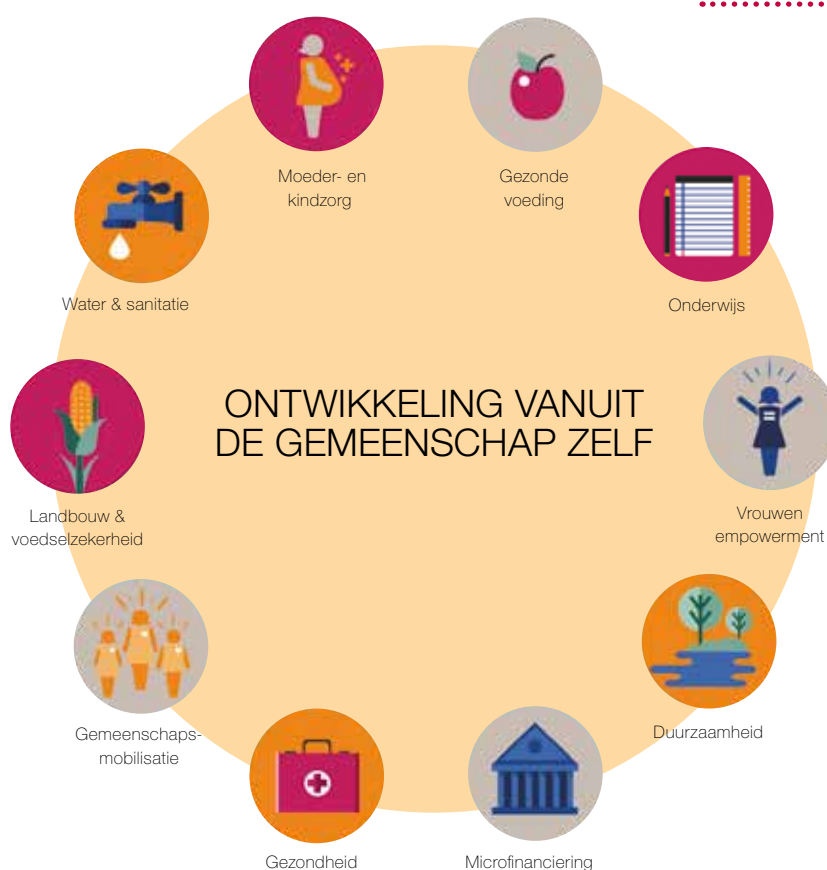 Moeder- en
kindzorg
Gezonde
voeding
Water & sanitatie
Onderwijs
ONTWIKKELING VANUIT
DE GEMEENSCHAP ZELF
Landbouw &
voedselzekerheid
Vrouwen
empowerment
Gemeenschaps-
mobilisatie
Duurzaamheid
Gezondheid
Microfinanciering